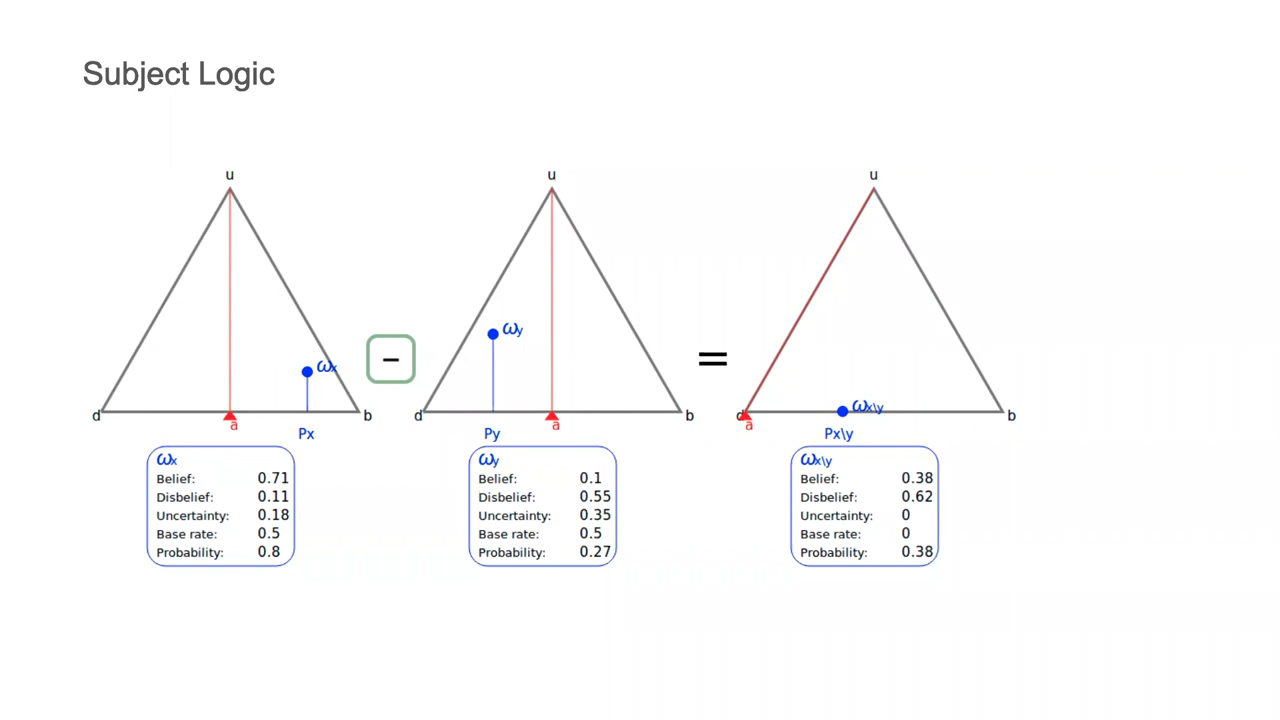 Subject Logic
u
u
u
ωx
−
ωy
=
ωx\y
d
a
b
d
a
b
d
a
b
Px
Py
Px\y
ωx
Belief: 0.71
Disbelief: 0.11
Uncertainty: 0.18
Base rate: 0.5
Probability: 0.8
ωy
Belief: 0.1
Disbelief: 0.55
Uncertainty: 0.35
Base rate: 0.5
Probability: 0.27
ωx\y
Belief: 0.38
Disbelief: 0.62
Uncertainty: 0
Base rate: 0
Probability: 0.38